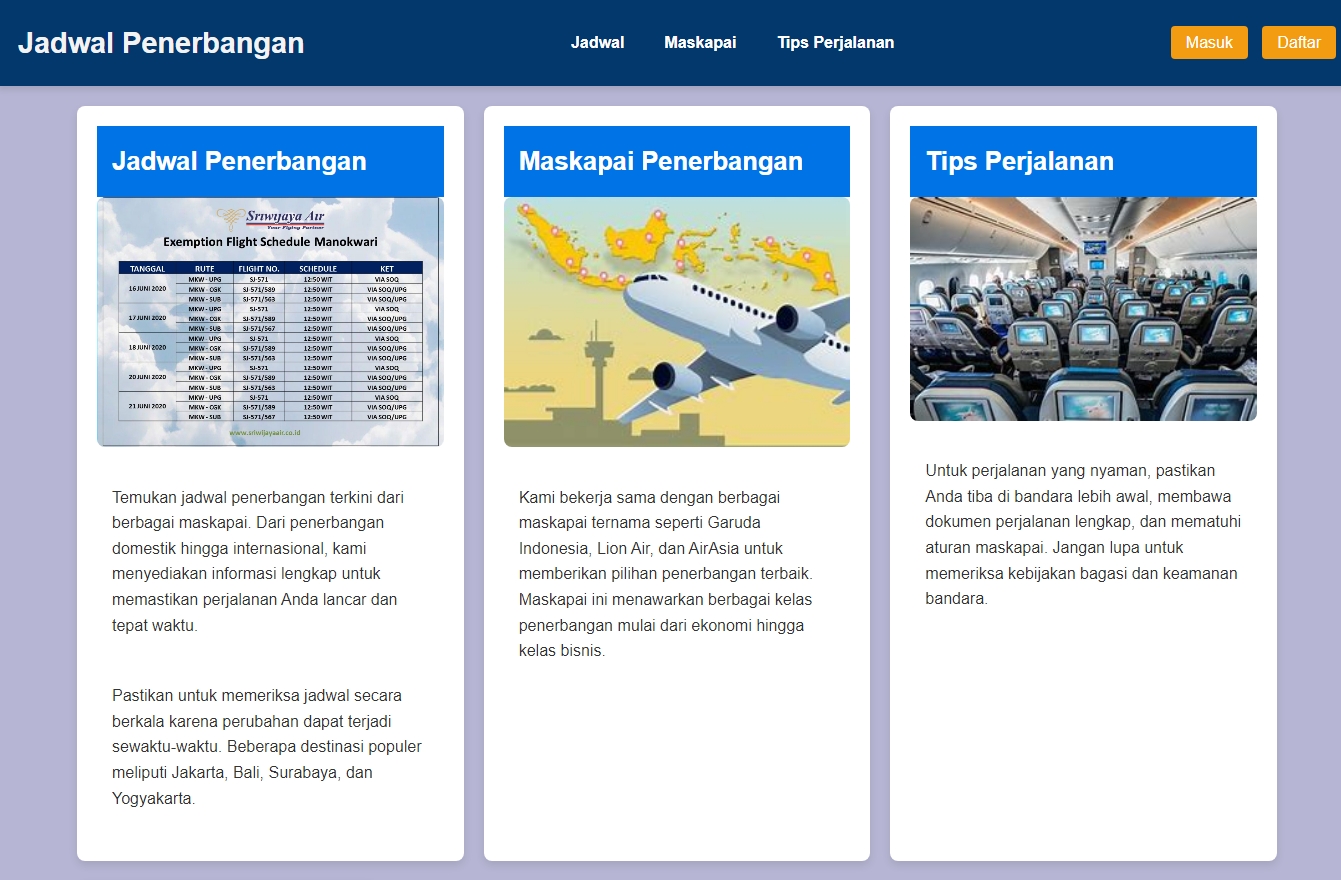 Jadwal Penerbangan
Jadwal Maskapai Tips Perjalanan
Masuk Daftar
Jadwal Penerbangan
Sriwijaya Air
Your Flying Partner
Exemption Flight Schedule Manokwari
TANGGAL RUTE FLIGHT NO. SCHEDULE KET
16 JUNI 2020
MKW - UPG SJ-571 12:50 WIT VIA SOQ
MKW - CGK SJ-571/589 12:50 WIT VIA SOQ/UPG
MKW - SUB SJ-571/563 12:50 WIT VIA SOQ/UPG
17 JUNI 2020
MKW - UPG SJ-571 12:50 WIT VIA SOQ
MKW - CGK SJ-571/589 12:50 WIT VIA SOQ/UPG
MKW - SUB SJ-571/567 12:50 WIT VIA SOQ/UPG
18 JUNI 2020
MKW - UPG SJ-571 12:50 WIT VIA SOQ
MKW - CGK SJ-571/589 12:50 WIT VIA SOQ/UPG
MKW - SUB SJ-571/563 12:50 WIT VIA SOQ/UPG
20 JUNI 2020
MKW - UPG SJ-571 12:50 WIT VIA SOQ
MKW - CGK SJ-571/589 12:50 WIT VIA SOQ/UPG
MKW - SUB SJ-571/563 12:50 WIT VIA SOQ/UPG
21 JUNI 2020
MKW - UPG SJ-571 12:50 WIT VIA SOQ
MKW - CGK SJ-571/589 12:50 WIT VIA SOQ/UPG
MKW - SUB SJ-571/567 12:50 WIT VIA SOQ/UPG
www.sriwijayaair.co.id
Temukan jadwal penerbangan terkini dari
berbagai maskapai. Dari penerbangan
domestik hingga internasional, kami
menyediakan informasi lengkap untuk
memastikan perjalanan Anda lancar dan
tepat waktu.
Pastikan untuk memeriksa jadwal secara
berkala karena perubahan dapat terjadi
sewaktu-waktu. Beberapa destinasi populer
meliputi Jakarta, Bali, Surabaya, dan
Yogyakarta.
Maskapai Penerbangan
Kami bekerja sama dengan berbagai
maskapai ternama seperti Garuda
Indonesia, Lion Air, dan AirAsia untuk
memberikan pilihan penerbangan terbaik.
Maskapai ini menawarkan berbagai kelas
penerbangan mulai dari ekonomi hingga
kelas bisnis.
Tips Perjalanan
Untuk perjalanan yang nyaman, pastikan
Anda tiba di bandara lebih awal, membawa
dokumen perjalanan lengkap, dan mematuhi
aturan maskapai. Jangan lupa untuk
memeriksa kebijakan bagasi dan keamanan
bandara.